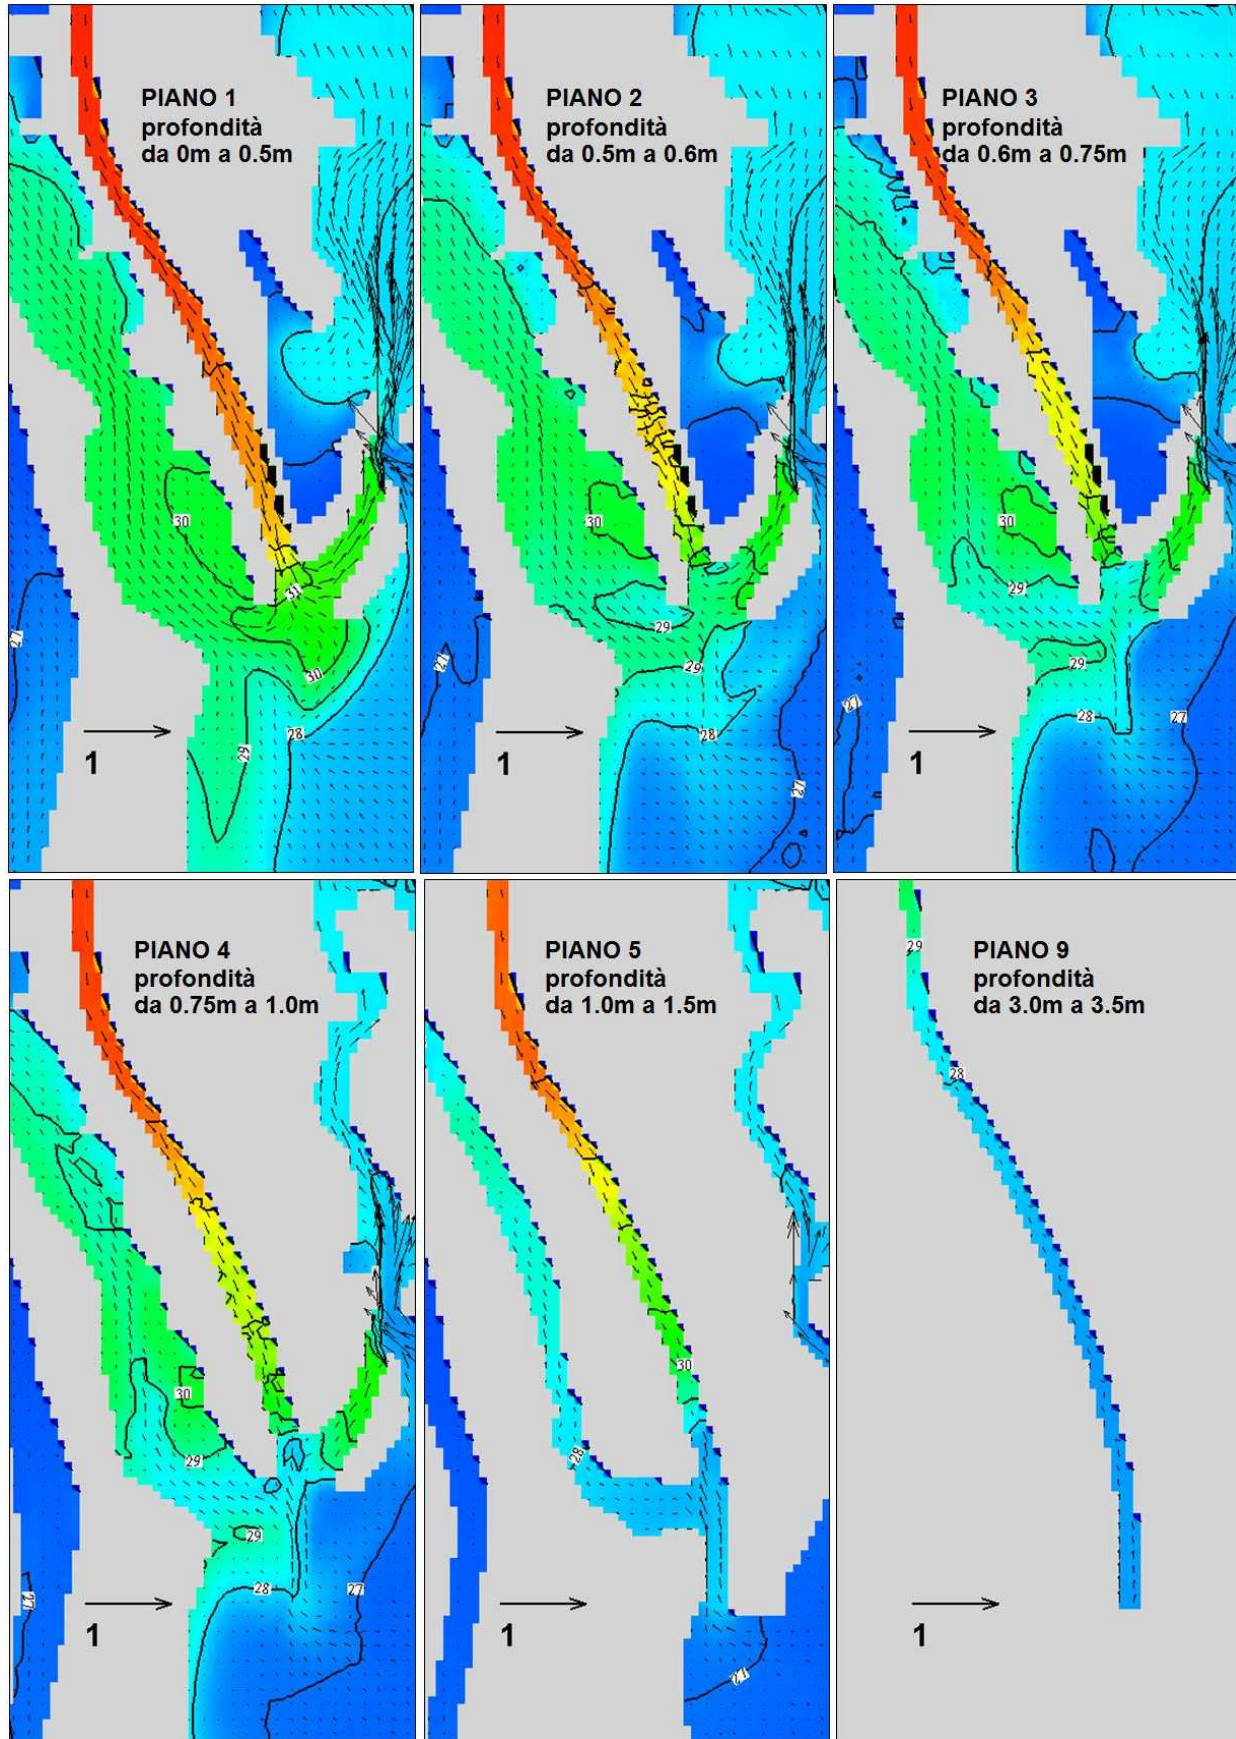 PIANO 1
profondità
da 0m a 0.5m
30
31
27
30
29
28
1
PIANO 2
profondità
da 0.5m a 0.6m
30
29
27
29
28
27
1
PIANO 3
profondità
da 0.6m a 0.75m
30
29
29
27
28
27
1
PIANO 4
profondità
da 0.75m a 1.0m
30
29
29
28
27
27
1
PIANO 5
profondità
da 1.0m a 1.5m
30
28
27
1
PIANO 9
profondità
da 3.0m a 3.5m
29
28
1